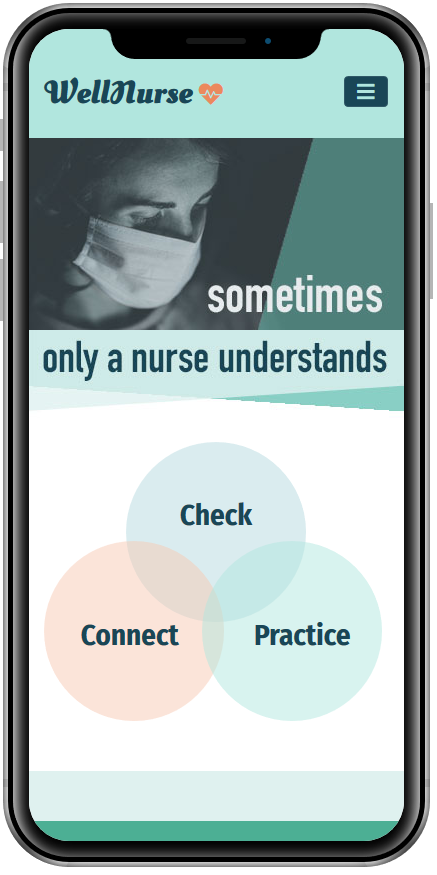 WellNurse
sometimes
only a nurse understands
Check
Connect
Practice